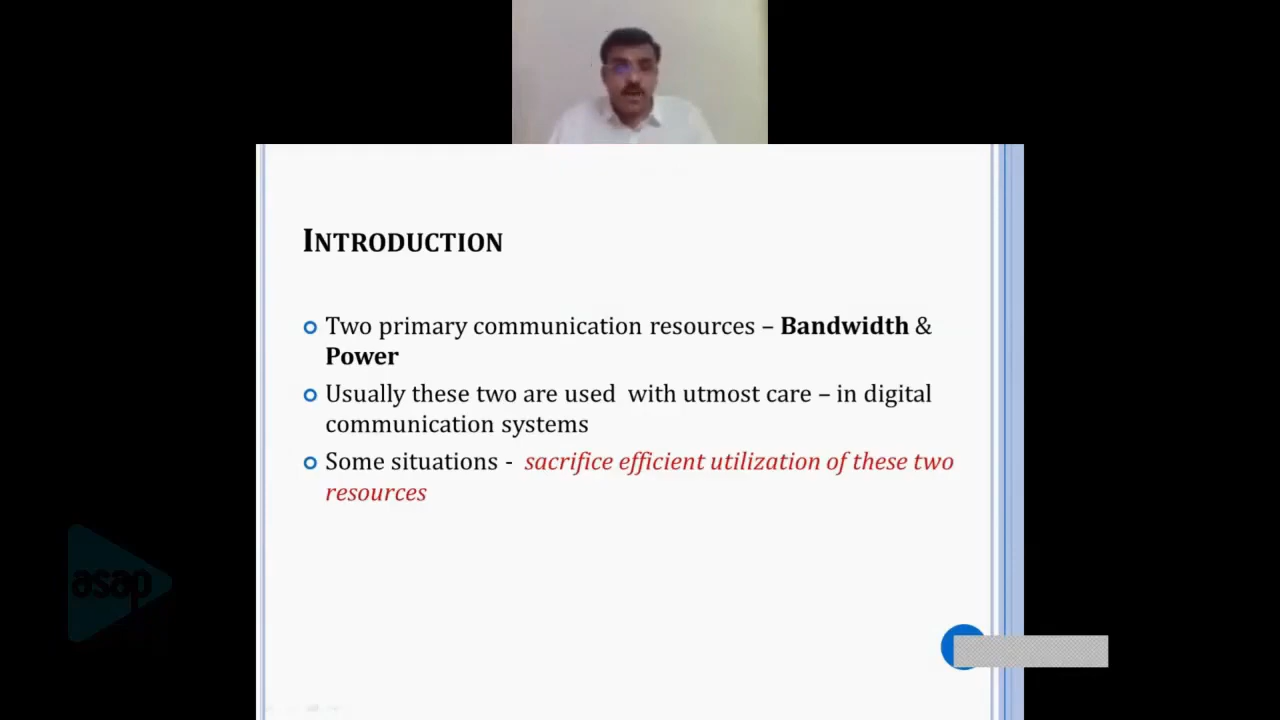 INTRODUCTION
Two primary communication resources – Bandwidth &
Power
Usually these two are used with utmost care – in digital
communication systems
Some situations - sacrifice efficient utilization of these two
resources
asap